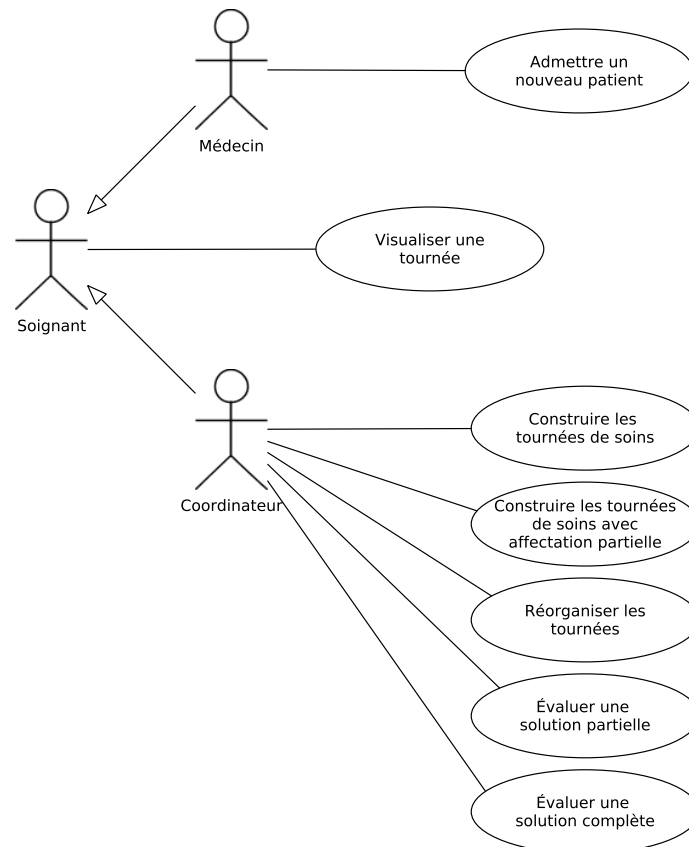 Admettre un
nouveau patient
Médecin
Visualiser une
tournée
Soignant
Construire les
tournées de soins
Coordinateur
Construire les tournées
de soins avec
affectation partielle
Réorganiser les
tournées
Évaluer une
solution partielle
Évaluer une
solution complète